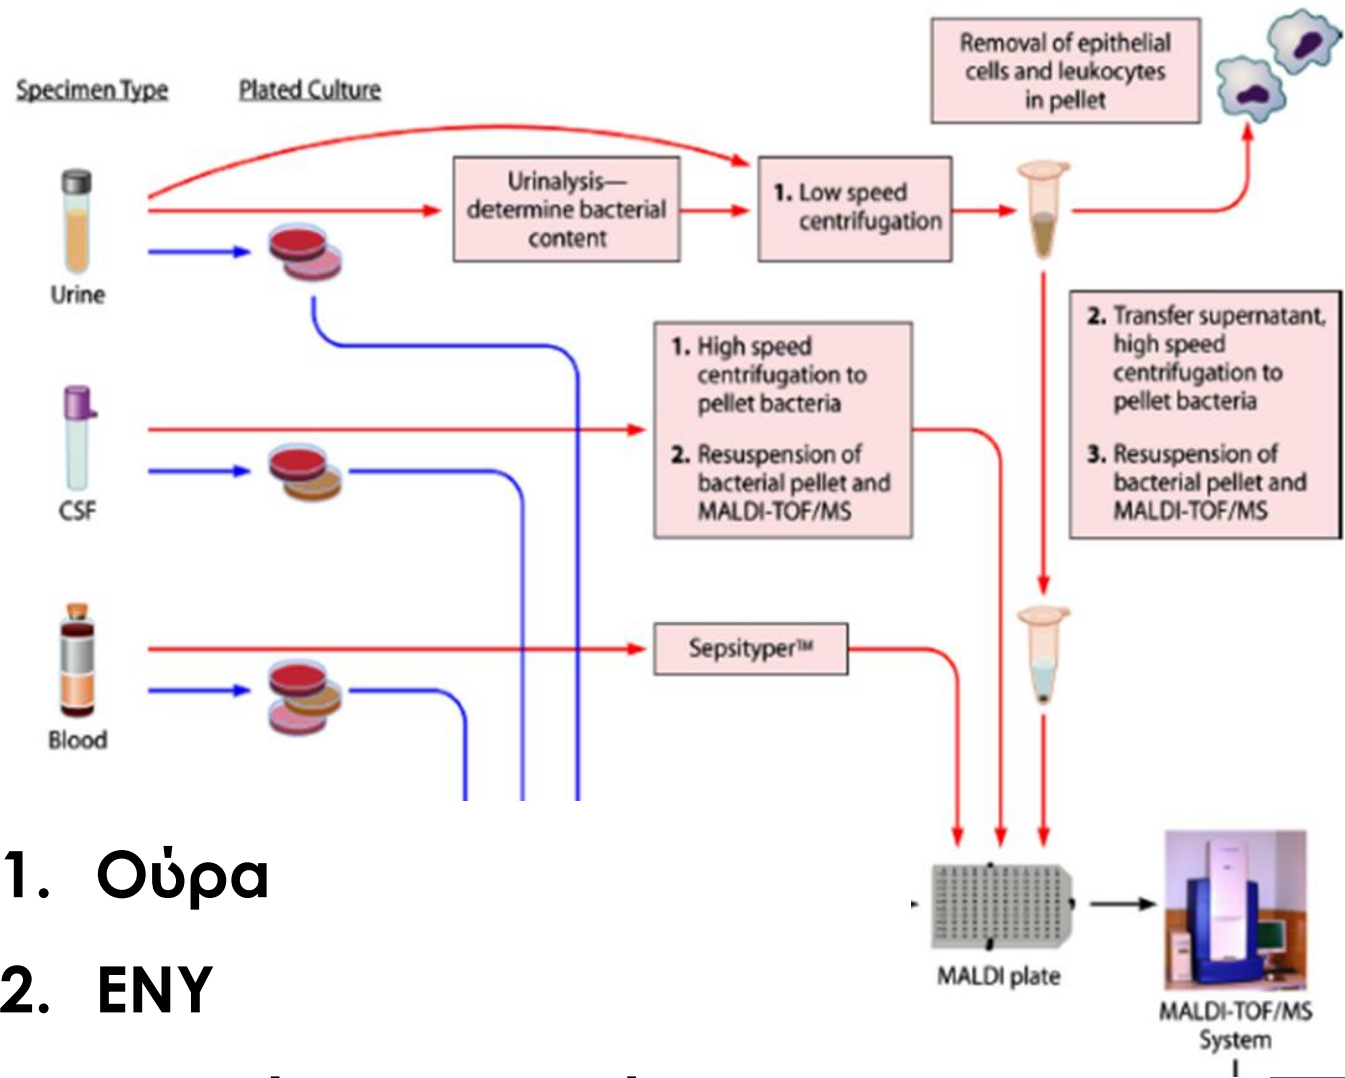 Specimen Type
Plated Culture
Removal of epithelial
cells and leukocytes
in pellet
Urine
Urinalysis—
determine bacterial
content
1. Low speed
centrifugation
2. Transfer supernatant,
high speed
centrifugation to
pellet bacteria
3. Resuspension of
bacterial pellet and
MALDI-TOF/MS
CSF
1. High speed
centrifugation to
pellet bacteria
2. Resuspension of
bacterial pellet and
MALDI-TOF/MS
Blood
Sepsityper™
MALDI plate
MALDI-TOF/MS
System
1. Ούρα
2. ΕΝΥ